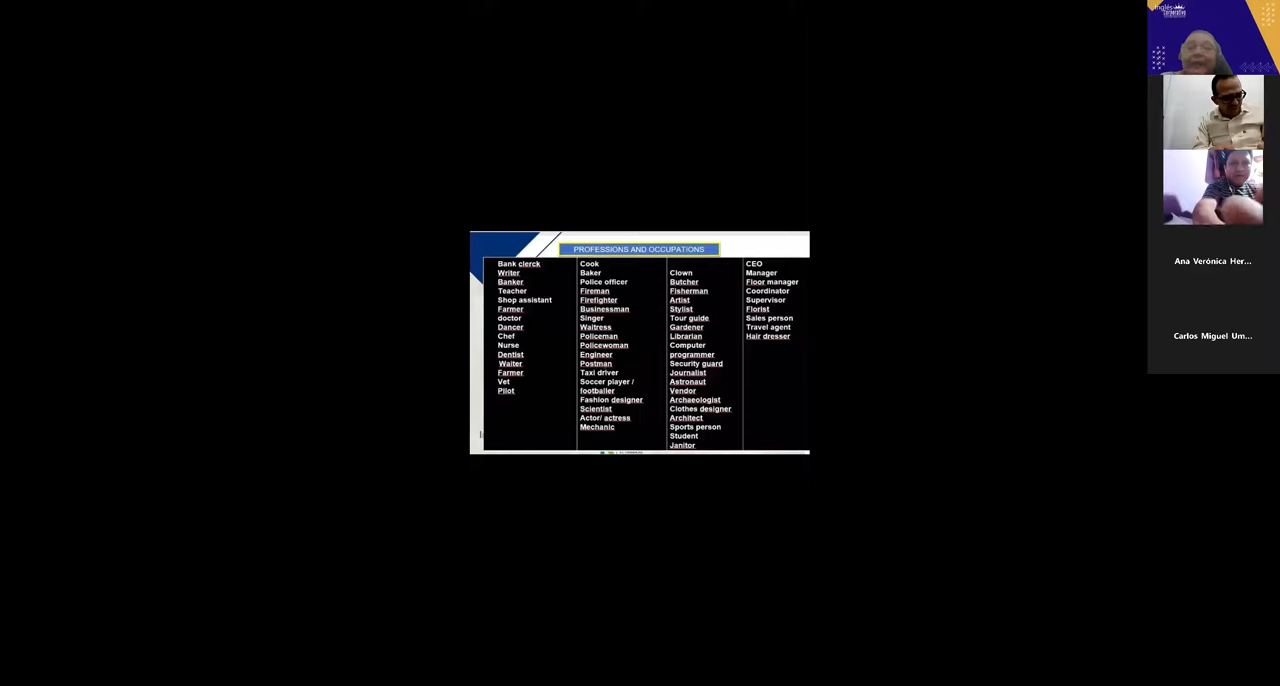 Inglés
corporativo
PROFESSIONS AND OCCUPATIONS
Bank clerck
Writer
Banker
Teacher
Shop assistant
Farmer
doctor
Dancer
Chef
Nurse
Dentist
Waiter
Farmer
Vet
Pilot
Cook
Baker
Police officer
Fireman
Firefighter
Businessman
Singer
Waitress
Policeman
Policewoman
Engineer
Postman
Taxi driver
Soccer player /
footballer
Fashion designer
Scientist
Actor/ actress
Mechanic
Clown
Butcher
Fisherman
Artist
Stylist
Tour guide
Gardener
Librarian
Computer
programmer
Security guard
Journalist
Astronaut
Vendor
Archaeologist
Clothes designer
Architect
Sports person
Student
Janitor
CEO
Manager
Floor manager
Coordinator
Supervisor
Florist
Sales person
Travel agent
Hair dresser
Ana Verónica Her...
Carlos Miguel Um...